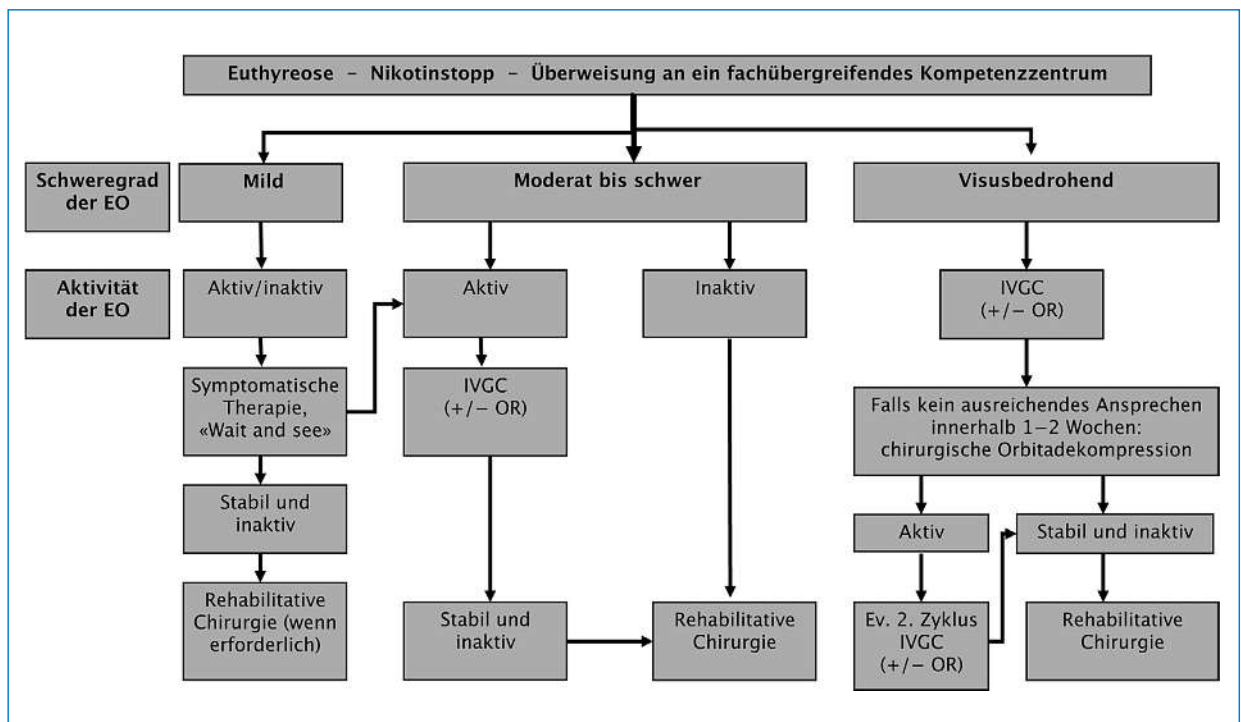 Euthyreose – Nikotinstopp – Überweisung an ein fachübergreifendes Kompetenzzentrum
Schweregrad
der EO
Mild
Moderat bis schwer
Visusbedrohend
Aktivität
der EO
Aktiv/inaktiv
Aktiv
Inaktiv
IVGC
(+/− OR)
Symptomatische
Therapie,
«Wait and see»
IVGC
(+/− OR)
Falls kein ausreichendes Ansprechen
innerhalb 1−2 Wochen:
chirurgische Orbitadekompression
Stabil und
inaktiv
Aktiv
Stabil und inaktiv
Rehabilitative
Chirurgie (wenn
erforderlich)
Stabil und
inaktiv
Rehabilitative
Chirurgie
Ev. 2. Zyklus
IVGC
(+/− OR)
Rehabilitative
Chirurgie